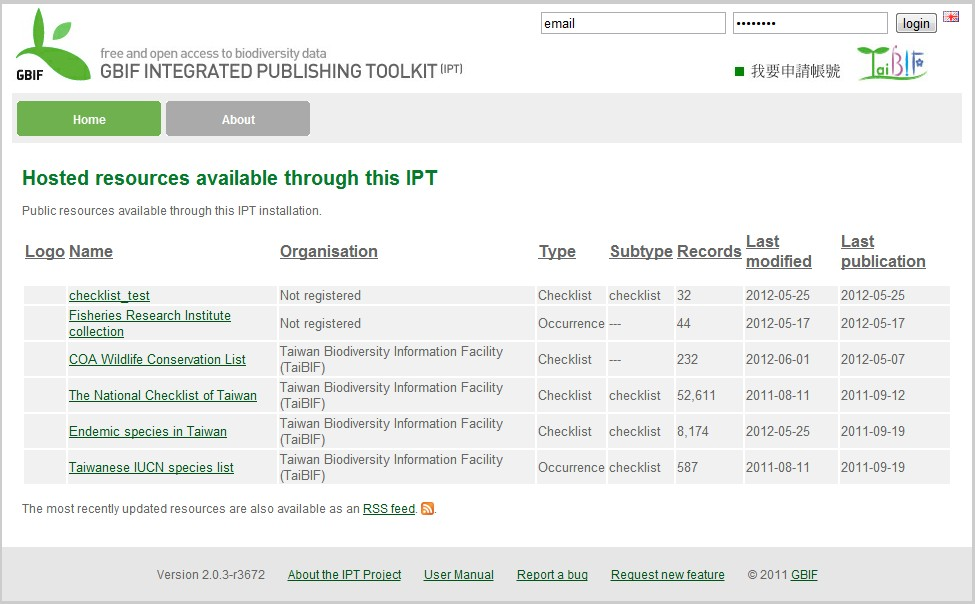 email
••••••••
login
GBIF
free and open access to biodiversity data
GBIF INTEGRATED PUBLISHING TOOLKIT (IPT)
我要申請帳號
TaiBIF
Home
About
Hosted resources available through this IPT
Public resources available through this IPT installation.
Logo Name Organisation Type Subtype Records Last modified Last publication
checklist_test Not registered Checklist checklist 32 2012-05-25 2012-05-25
Fisheries Research Institute collection Not registered Occurrence --- 44 2012-05-17 2012-05-17
COA Wildlife Conservation List Taiwan Biodiversity Information Facility (TaiBIF) Checklist --- 232 2012-06-01 2012-05-07
The National Checklist of Taiwan Taiwan Biodiversity Information Facility (TaiBIF) Checklist checklist 52,611 2011-08-11 2011-09-12
Endemic species in Taiwan Taiwan Biodiversity Information Facility (TaiBIF) Checklist checklist 8,174 2012-05-25 2011-09-19
Taiwanese IUCN species list Taiwan Biodiversity Information Facility (TaiBIF) Occurrence checklist 587 2011-08-11 2011-09-19
The most recently updated resources are also available as an RSS feed.
Version 2.0.3-r3672 About the IPT Project User Manual Report a bug Request new feature © 2011 GBIF